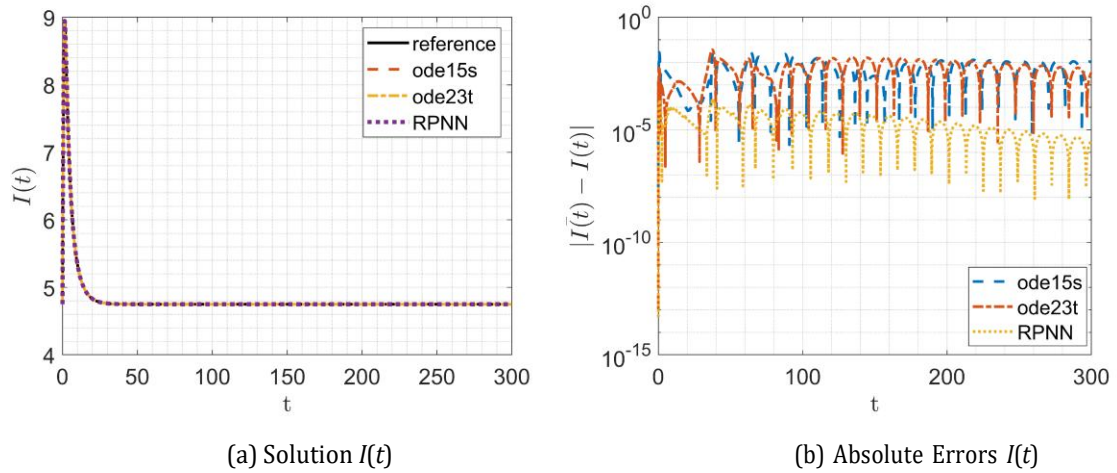 9
8
7
6
5
4
I(t)
0 50 100 150 200 250 300
t
reference
ode15s
ode23t
RPNN
10^0
10^-5
10^-10
10^-15
|I(t) − I(t)|
0 100 200 300
t
ode15s
ode23t
RPNN
(a) Solution I(t)
(b) Absolute Errors I(t)